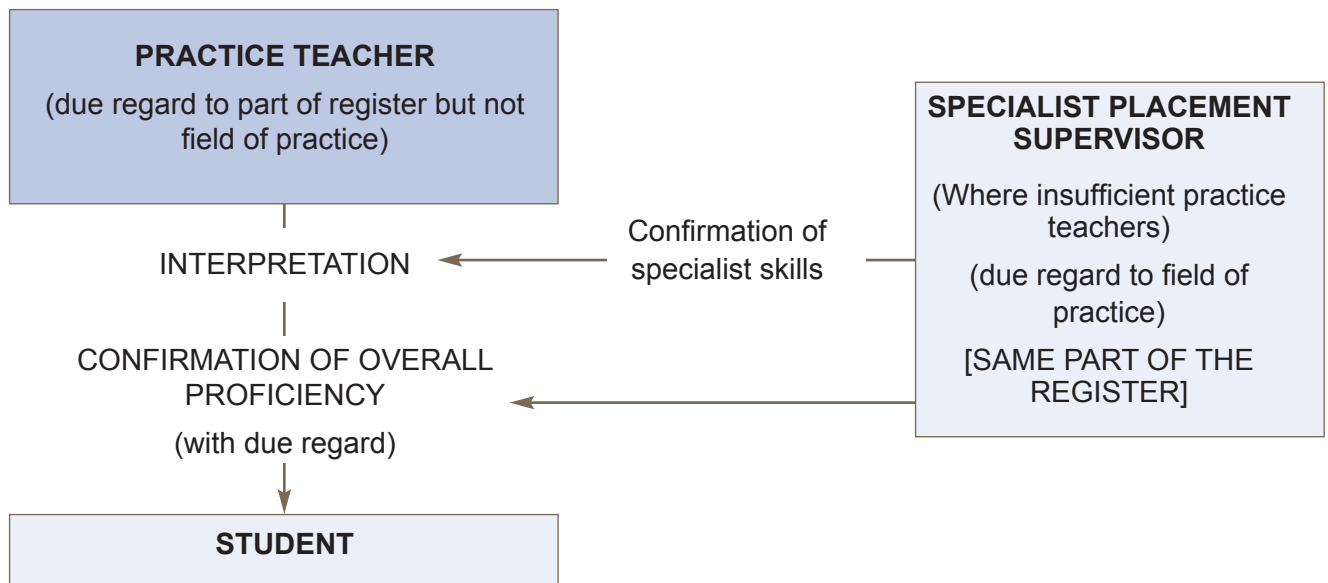 PRACTICE TEACHER
(due regard to part of register but not
field of practice)
INTERPRETATION
CONFIRMATION OF OVERALL
PROFICIENCY
(with due regard)
STUDENT
Confirmation of
specialist skills
SPECIALIST PLACEMENT
SUPERVISOR
(Where insufficient practice
teachers)
(due regard to field of
practice)
[SAME PART OF THE
REGISTER]